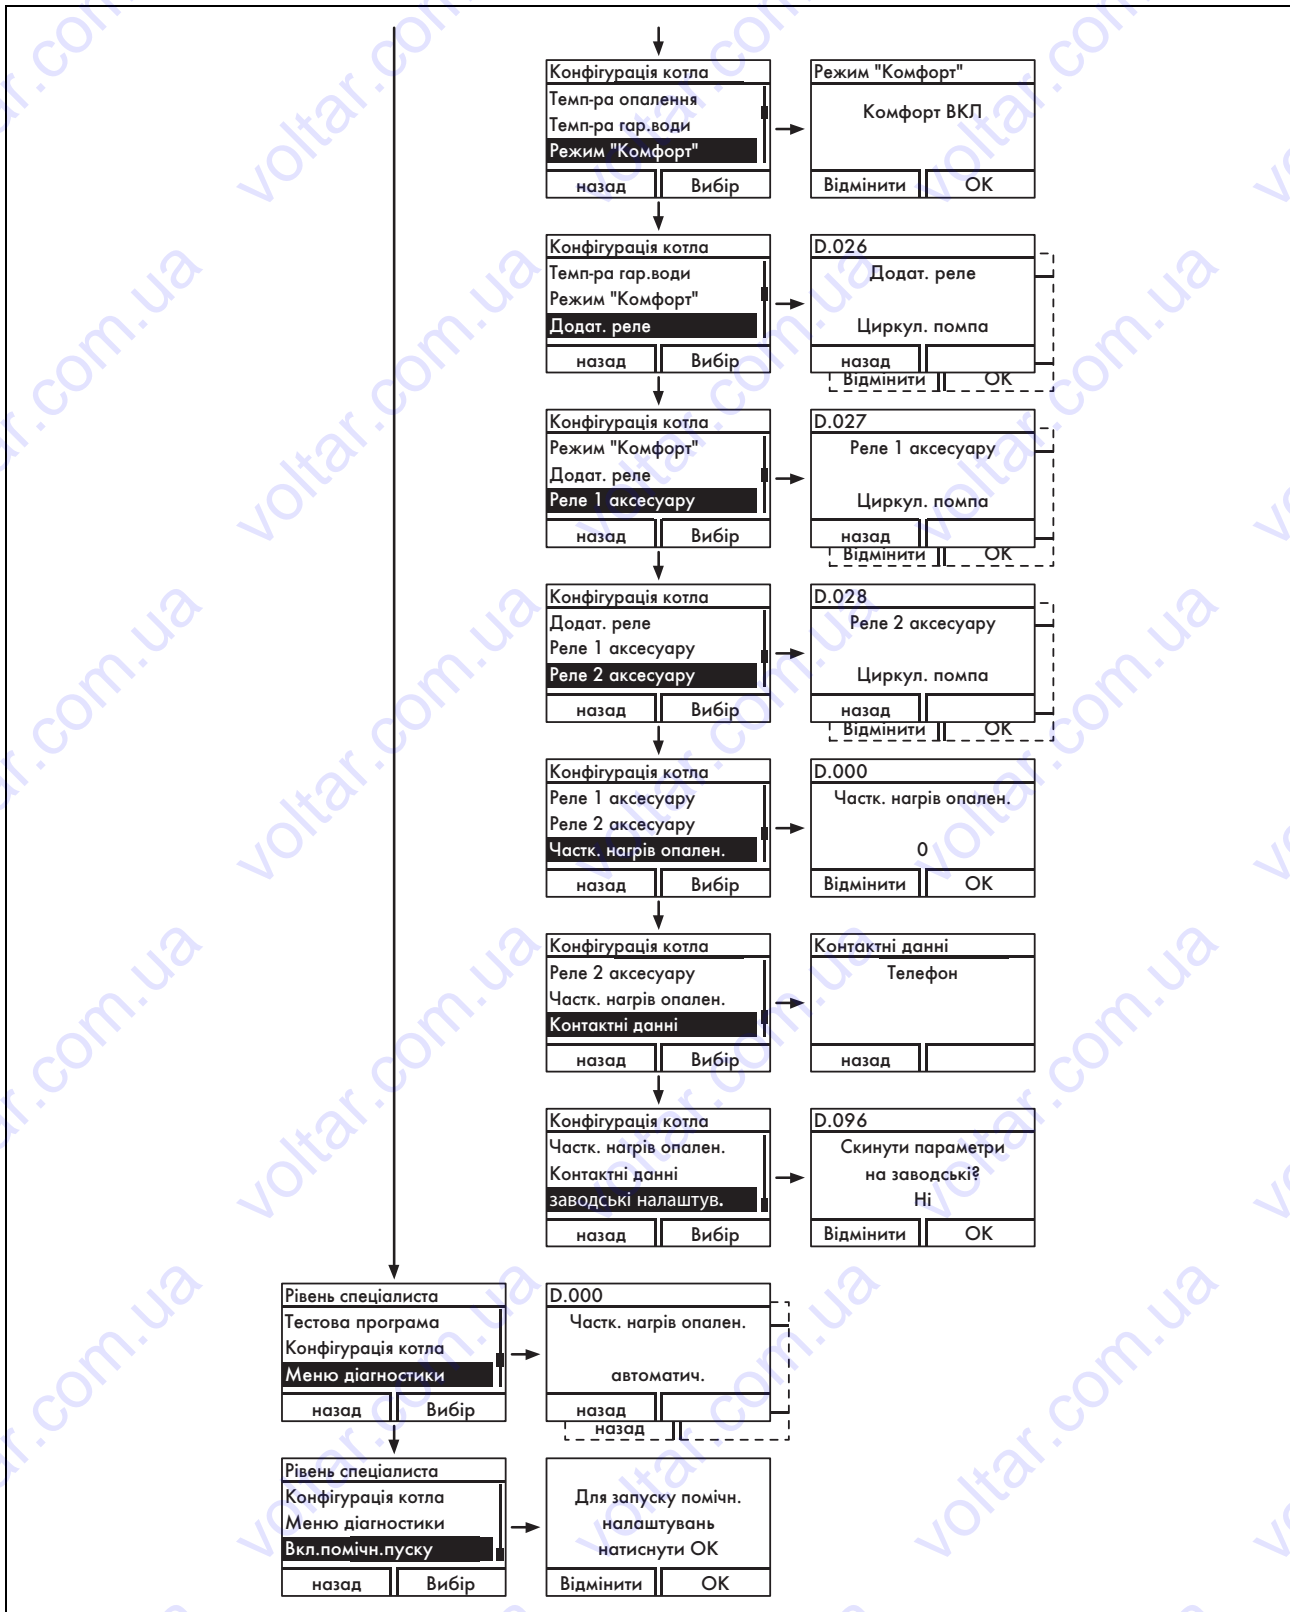 Конфігурація котла
Темп-ра опалення
Темп-ра гар.води
Режим "Комфорт"
назад Вибір
Режим "Комфорт"
Комфорт ВКЛ
Відмінити OK
Конфігурація котла
Темп-ра гар.води
Режим "Комфорт"
Додат. реле
назад Вибір
D.026
Додат. реле
Циркул. помпа
назад
Відмінити OK
Конфігурація котла
Режим "Комфорт"
Додат. реле
Реле 1 аксесуару
назад Вибір
D.027
Реле 1 аксесуару
Циркул. помпа
назад
Відмінити OK
Конфігурація котла
Додат. реле
Реле 1 аксесуару
Реле 2 аксесуару
назад Вибір
D.028
Реле 2 аксесуару
Циркул. помпа
назад
Відмінити OK
Конфігурація котла
Реле 1 аксесуару
Реле 2 аксесуару
Частк. нагрів опален.
назад Вибір
D.000
Частк. нагрів опален.
0
Відмінити OK
Конфігурація котла
Реле 2 аксесуару
Частк. нагрів опален.
Контактні данні
назад Вибір
Контактні данні
Телефон
назад
Конфігурація котла
Частк. нагрів опален.
Контактні данні
заводські налаштув.
назад Вибір
D.096
Скинути параметри
на заводські?
Ні
Відмінити OK
Рівень спеціалиста
Тестова програма
Конфігурація котла
Меню діагностики
назад Вибір
D.000
Частк. нагрів опален.
автоматич.
назад
назад
Рівень спеціалиста
Конфігурація котла
Меню діагностики
Вкл.помічн.пуску
назад Вибір
Для запуску помічн.
налаштувань
натиснути ОК
Відмінити OK
voltar.com.ua